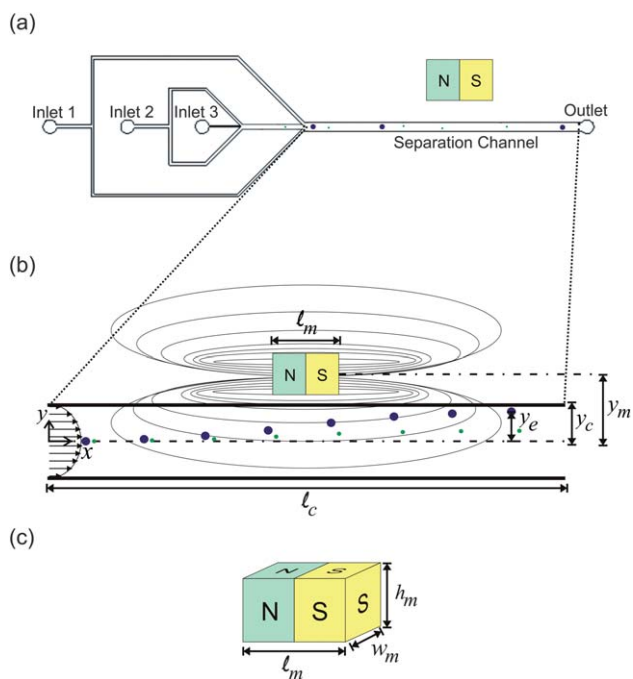 (a)
N S
Inlet 1 Inlet 2 Inlet 3 Outlet
Separation Channel
(b)
ℓm
N S
y
x
ye
yc
ym
ℓc
(c)
N S
N S S
hm
wm
ℓm